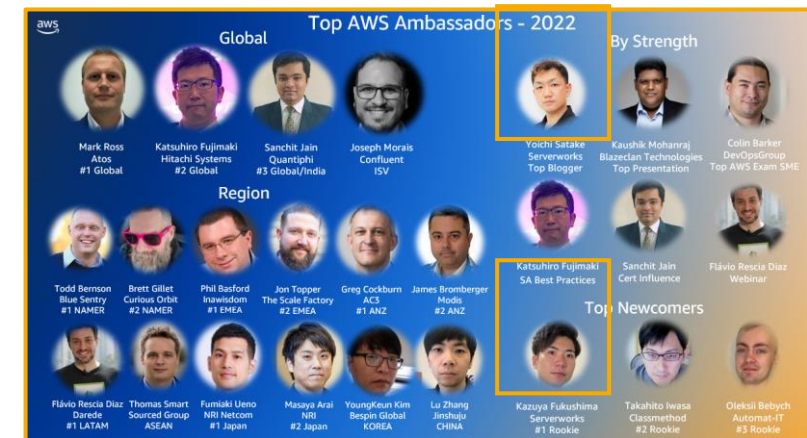 aws
Top AWS Ambassadors - 2022
Global
Mark Ross
Atos
#1 Global
Katsuhiro Fujimaki
Hitachi Systems
#2 Global
Sanchit Jain
Quantiphi
#3 Global/India
Joseph Morais
Confluent
ISV
By Strength
Yoichi Satake
Serverworks
Top Blogger
Kaushik Mohanraj
Blazeclan Technologies
Top Presentation
Colin Barker
DevOpsGroup
Top AWS Exam SME
Katsuhiro Fujimaki
SA Best Practices
Sanchit Jain
Cert Influence
Flávio Rescia Diaz
Webinar
Region
Todd Bernson
Blue Sentry
#1 NAMER
Brett Gillet
Curious Orbit
#2 NAMER
Phil Basford
Inawisdom
#1 EMEA
Jon Topper
The Scale Factory
#2 EMEA
Greg Cockburn
AC3
#1 ANZ
James Bromberger
Modis
#2 ANZ
Flávio Rescia Diaz
Darede
#1 LATAM
Thomas Smart
Sourced Group
ASEAN
Fumiaki Ueno
NRI Netcom
#1 Japan
Masaya Arai
NRI
#2 Japan
YoungKeun Kim
Bespin Global
KOREA
Lu Zhang
Jinshuju
CHINA
Top Newcomers
Kazuya Fukushima
Serverworks
#1 Rookie
Takahito Iwasa
Classmethod
#2 Rookie
Oleksii Bebych
Automat-IT
#3 Rookie